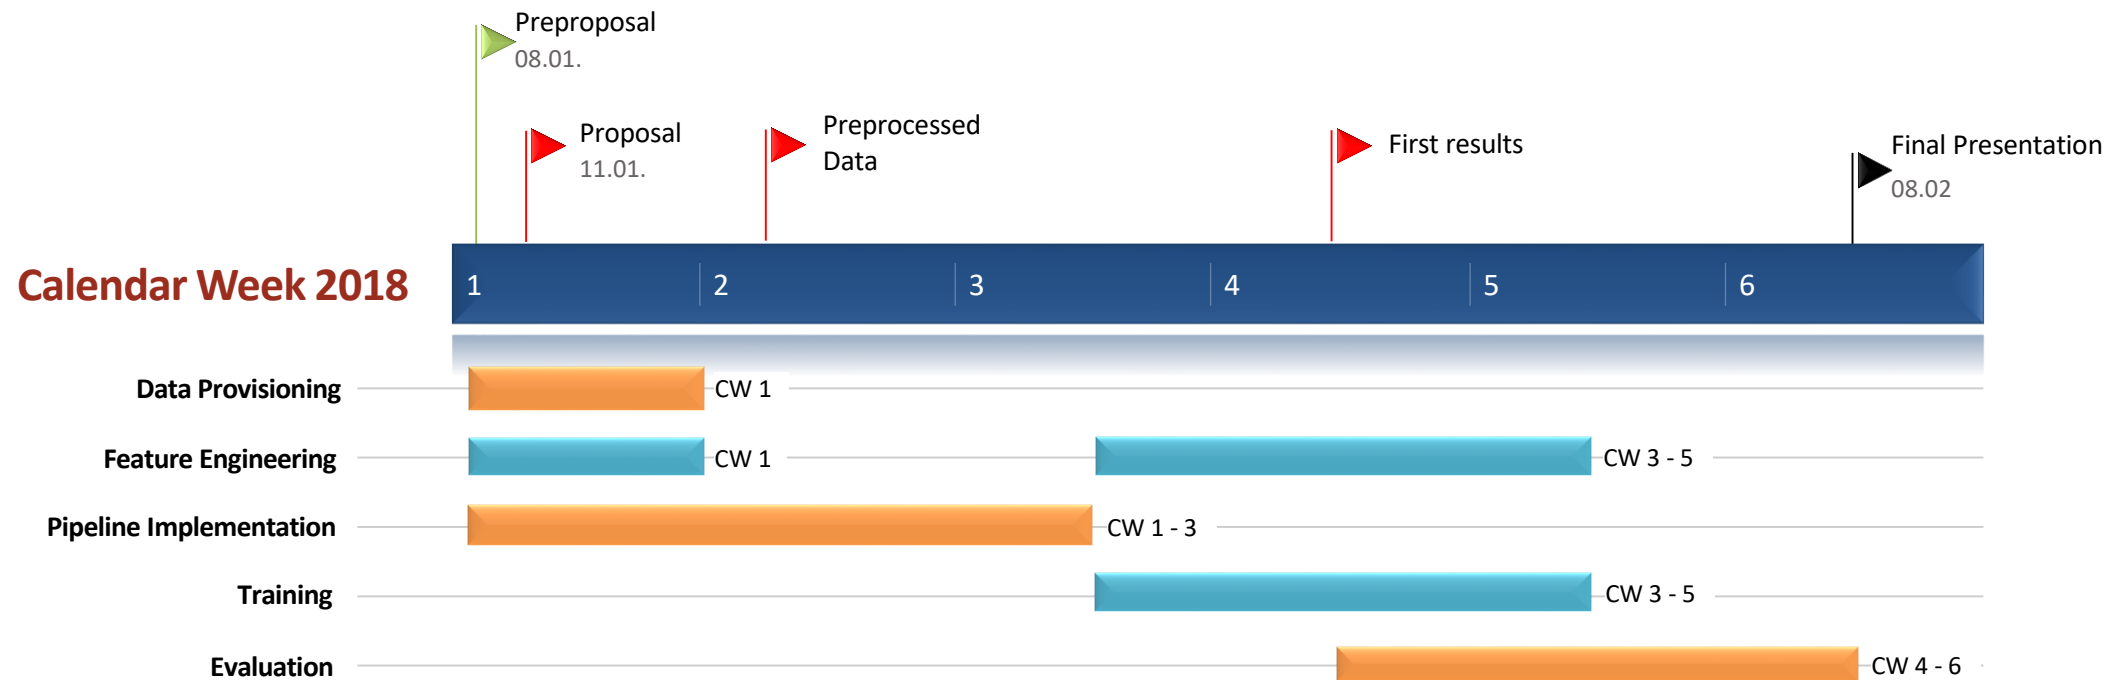 Preproposal
08.01.
Proposal
11.01.
Preprocessed
Data
First results
Final Presentation
08.02
Calendar Week 2018
1 2 3 4 5 6
Data Provisioning CW 1
Feature Engineering CW 1 CW 3 - 5
Pipeline Implementation CW 1 - 3
Training CW 3 - 5
Evaluation CW 4 - 6